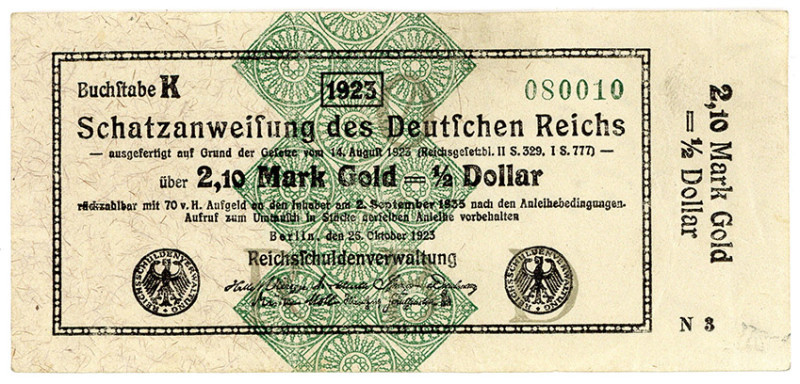 Buchſtabe K
1923
080010
Schatzanweiſung des Deutſchen Reichs
— ausgefertigt auf Grund der Geſetze vom 14. Auguſt 1923 (Reichsgeſetzbl. II S. 329, I S. 777) —
über 2,10 Mark Gold = ½ Dollar
rückzahlbar mit 70 v. H. Aufgeld an den Inhaber am 2. September 1935 nach den Anleihebedingungen.
Aufruf zum Umtauſch in Stücke derſelben Anleihe vorbehalten
Berlin, den 26. Oktober 1923
Reichsſchuldenverwaltung
REICHSSCHULDENVERWALTUNG
REICHSSCHULDENVERWALTUNG
2,10 Mark Gold
= ½ Dollar
N 3